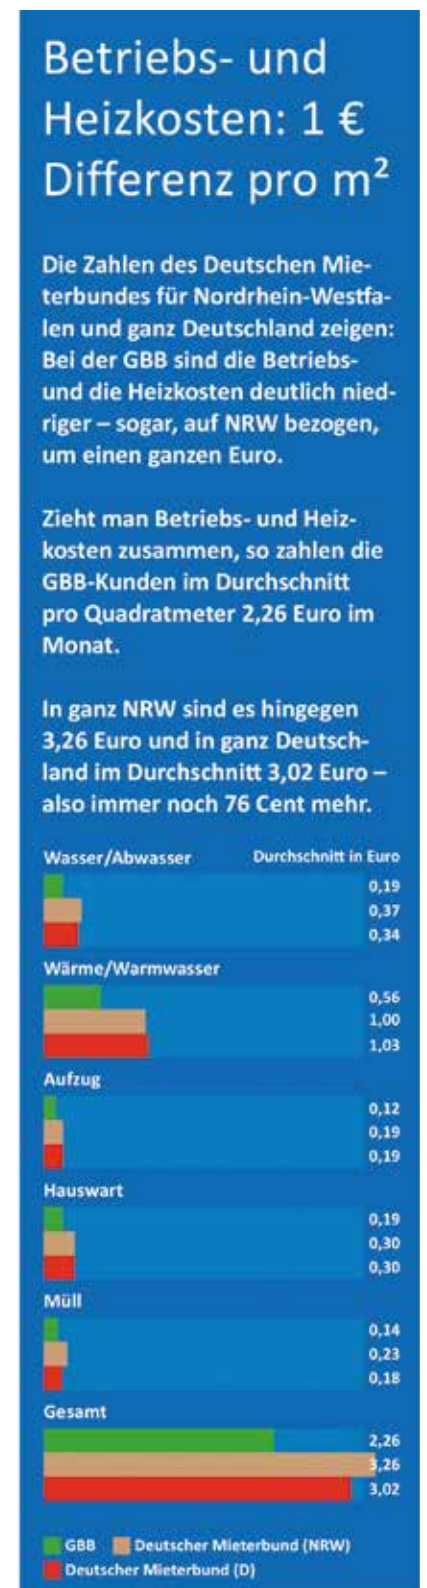 Betriebs- und
Heizkosten: 1 €
Differenz pro m²
Die Zahlen des Deutschen Mie-
terbundes für Nordrhein-Westfa-
len und ganz Deutschland zeigen:
Bei der GBB sind die Betriebs-
und die Heizkosten deutlich nied-
riger – sogar, auf NRW bezogen,
um einen ganzen Euro.
Zieht man Betriebs- und Heiz-
kosten zusammen, so zahlen die
GBB-Kunden im Durchschnitt
pro Quadratmeter 2,26 Euro im
Monat.
In ganz NRW sind es hingegen
3,26 Euro und in ganz Deutsch-
land im Durchschnitt 3,02 Euro –
also immer noch 76 Cent mehr.
Wasser/Abwasser Durchschnitt in Euro
0,19
0,37
0,34
Wärme/Warmwasser
0,56
1,00
1,03
Aufzug
0,12
0,19
0,19
Hauswart
0,19
0,30
0,30
Müll
0,14
0,23
0,18
Gesamt
2,26
3,26
3,02
GBB Deutscher Mieterbund (NRW)
Deutscher Mieterbund (D)